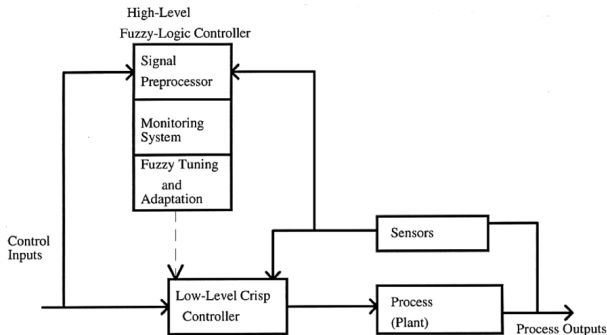 High-Level
Fuzzy-Logic Controller
Signal
Preprocessor
Monitoring
System
Fuzzy Tuning
and
Adaptation
Control
Inputs
Sensors
Low-Level Crisp
Controller
Process
(Plant)
Process Outputs